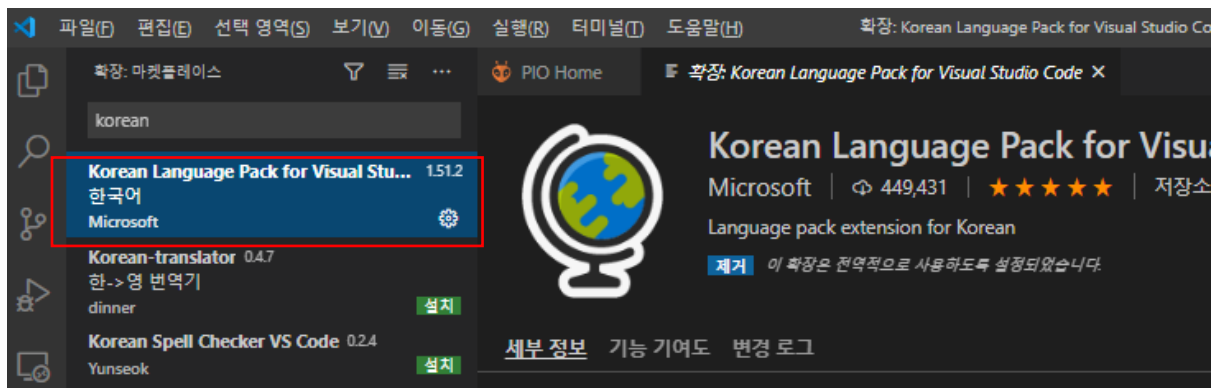 파일(F) 편집(E) 선택 영역(S) 보기(V) 이동(G) 실행(R) 터미널(T) 도움말(H) 확장: Korean Language Pack for Visual Studio Co
확장: 마켓플레이스
PIO Home
확장: Korean Language Pack for Visual Studio Code
korean
Korean Language Pack for Visual Stu... 1.51.2
한국어
Microsoft
Korean-translator 0.4.7
한->영 번역기
dinner 설치
Korean Spell Checker VS Code 0.2.4
Yunseok 설치
Korean Language Pack for Visua
Microsoft 449,431 저장소
Language pack extension for Korean
제거 이 확장은 전역적으로 사용하도록 설정되었습니다.
세부 정보 기능 기여도 변경 로그